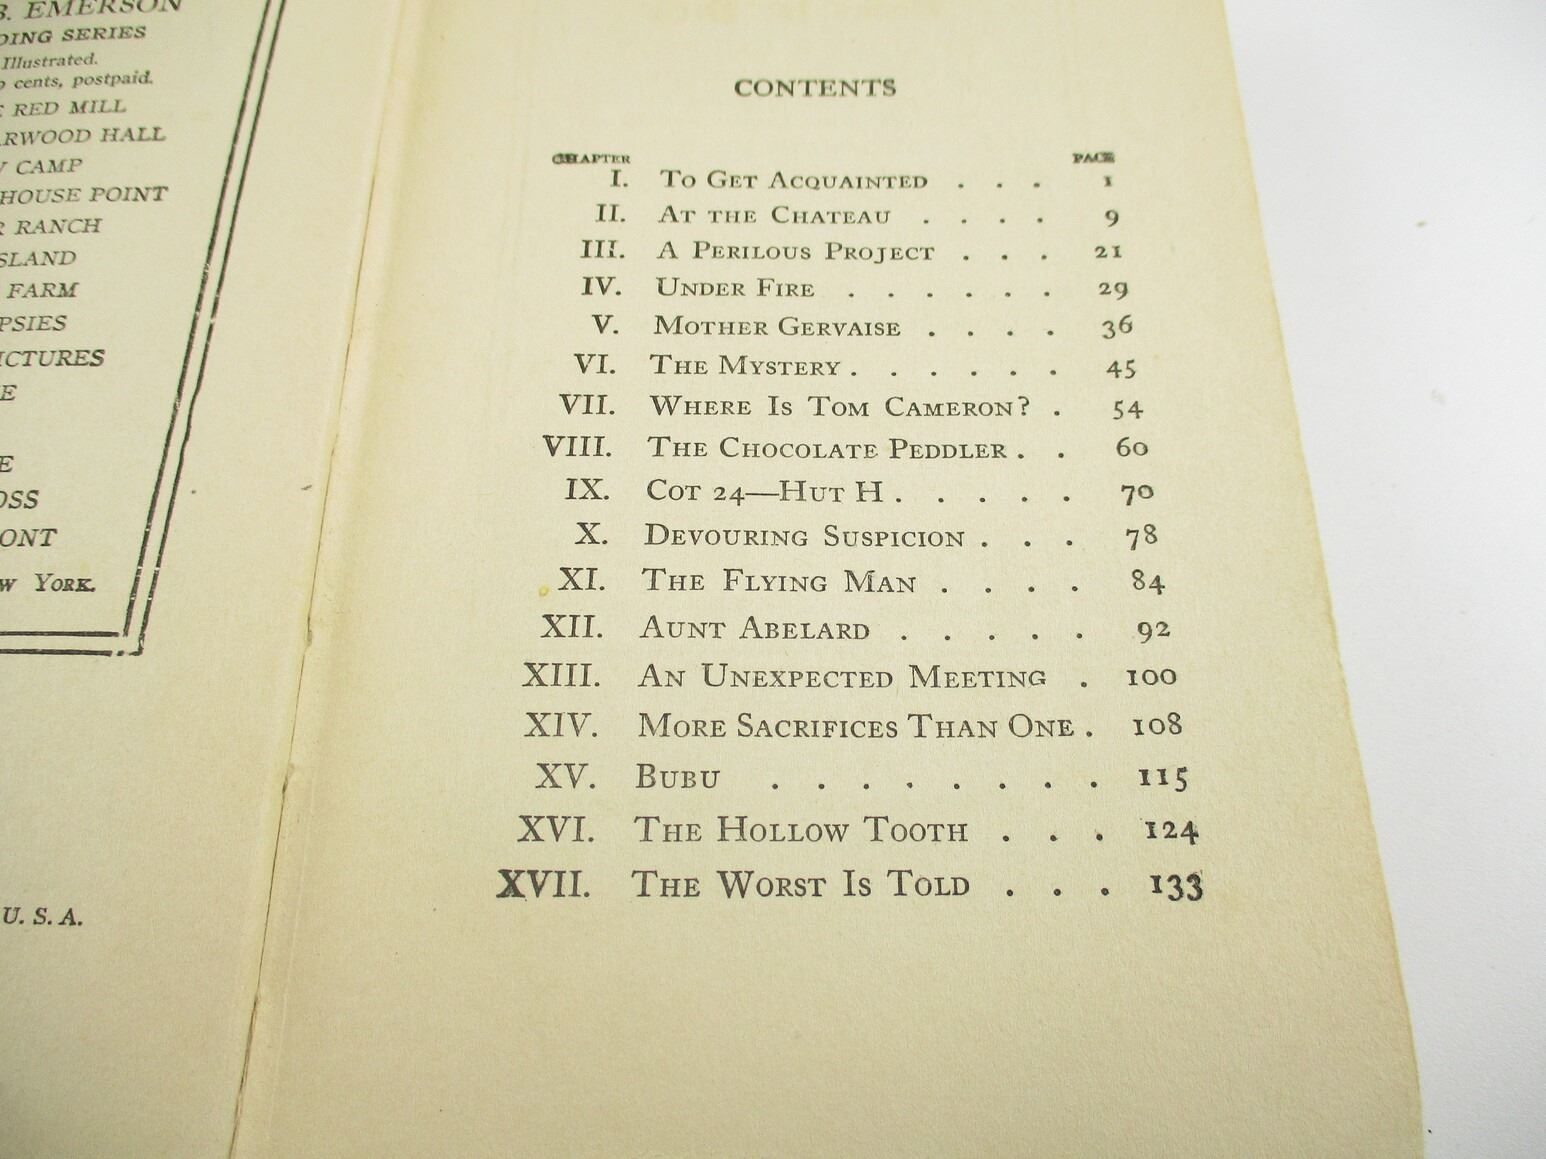 B. EMERSON
DING SERIES
Illustrated.
cents, postpaid.
RED MILL
RWOOD HALL
CAMP
HOUSE POINT
RANCH
SLAND
FARM
PSIES
ICTURES
E
E
OSS
ONT
W YORK.
U. S. A.
CONTENTS
CHAPTER PAGE
I. TO GET ACQUAINTED . . . 1
II. AT THE CHATEAU . . . . 9
III. A PERILOUS PROJECT . . . 21
IV. UNDER FIRE . . . . . . 29
V. MOTHER GERVAISE . . . . 36
VI. THE MYSTERY . . . . . . 45
VII. WHERE IS TOM CAMERON? . 54
VIII. THE CHOCOLATE PEDDLER . . 60
IX. COT 24—HUT H . . . . . 70
X. DEVOURING SUSPICION . . . 78
XI. THE FLYING MAN . . . . 84
XII. AUNT ABELARD . . . . . 92
XIII. AN UNEXPECTED MEETING . 100
XIV. MORE SACRIFICES THAN ONE . 108
XV. BUBU . . . . . . . . 115
XVI. THE HOLLOW TOOTH . . . 124
XVII. THE WORST IS TOLD . . . 133